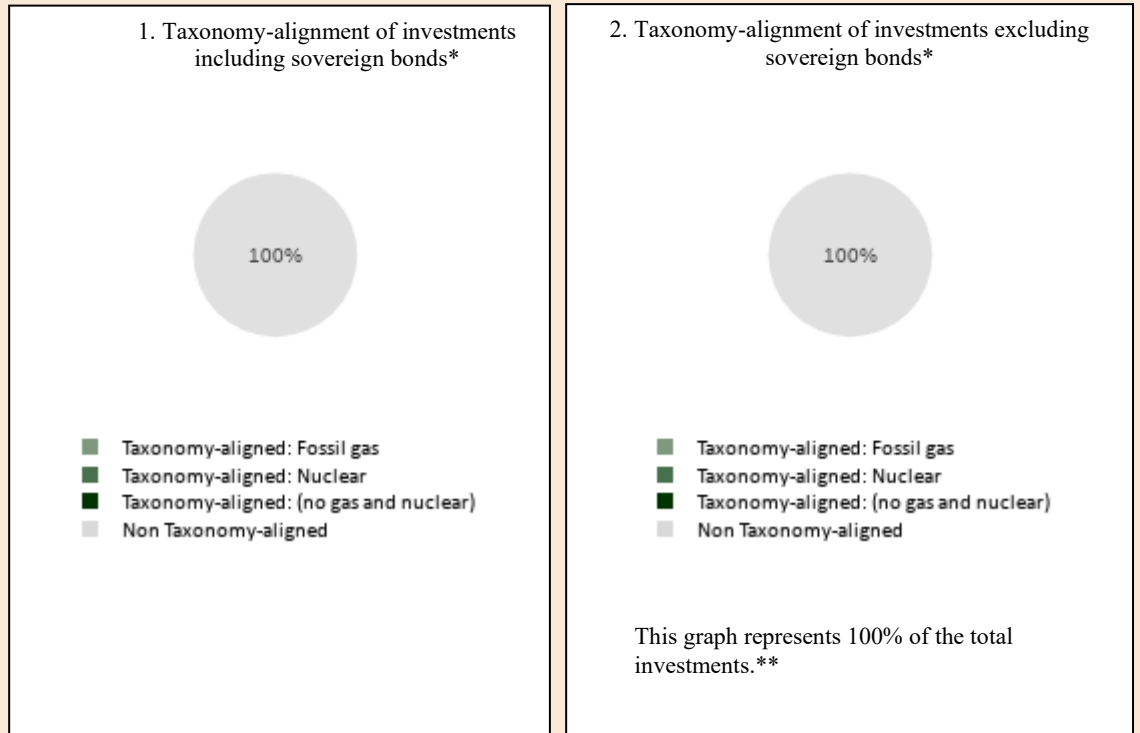 1. Taxonomy-alignment of investments
including sovereign bonds*
100%
Taxonomy-aligned: Fossil gas
Taxonomy-aligned: Nuclear
Taxonomy-aligned: (no gas and nuclear)
Non Taxonomy-aligned
2. Taxonomy-alignment of investments excluding
sovereign bonds*
100%
Taxonomy-aligned: Fossil gas
Taxonomy-aligned: Nuclear
Taxonomy-aligned: (no gas and nuclear)
Non Taxonomy-aligned
This graph represents 100% of the total
investments.**